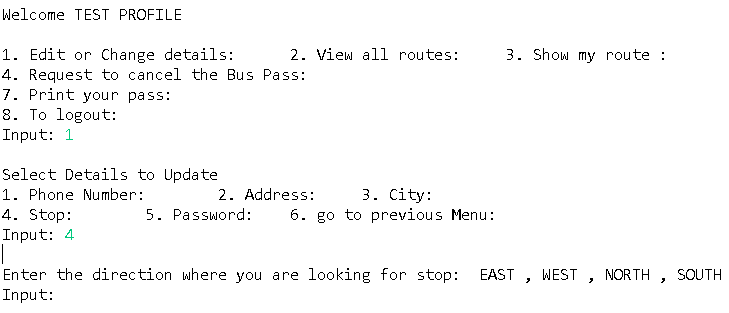 Welcome TEST PROFILE
1. Edit or Change details:      2. View all routes:     3. Show my route :
4. Request to cancel the Bus Pass:
7. Print your pass:
8. To logout:
Input: 1
Select Details to Update
1. Phone Number:        2. Address:     3. City:
4. Stop:        5. Password:    6. go to previous Menu:
Input: 4
Enter the direction where you are looking for stop:  EAST , WEST , NORTH , SOUTH
Input: